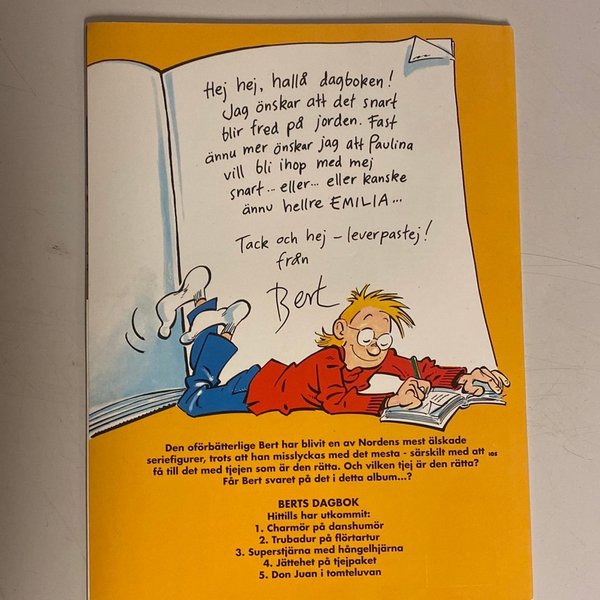 Hej hej, hallå dagboken!
Jag önskar att det snart
blir fred på jorden. Fast
ännu mer önskar jag att Paulina
vill bli ihop med mej
snart... eller... eller kanske
ännu hellre EMILIA...
Tack och hej - leverpastej!
från
Bert
Den oförbätterlige Bert har blivit en av Nordens mest älskade
seriefigurer, trots att han misslyckas med det mesta - särskilt med att
få till det med tjejen som är den rätta. Och vilken tjej är den rätta?
Får Bert svaret på det i detta album...?
BERTS DAGBOK
Hittills har utkommit:
1. Charmör på danshumör
2. Trubadur på flörtartur
3. Superstjärna med hångelhjärna
4. Jättehet på tjejpaket
5. Don Juan i tomteluvan